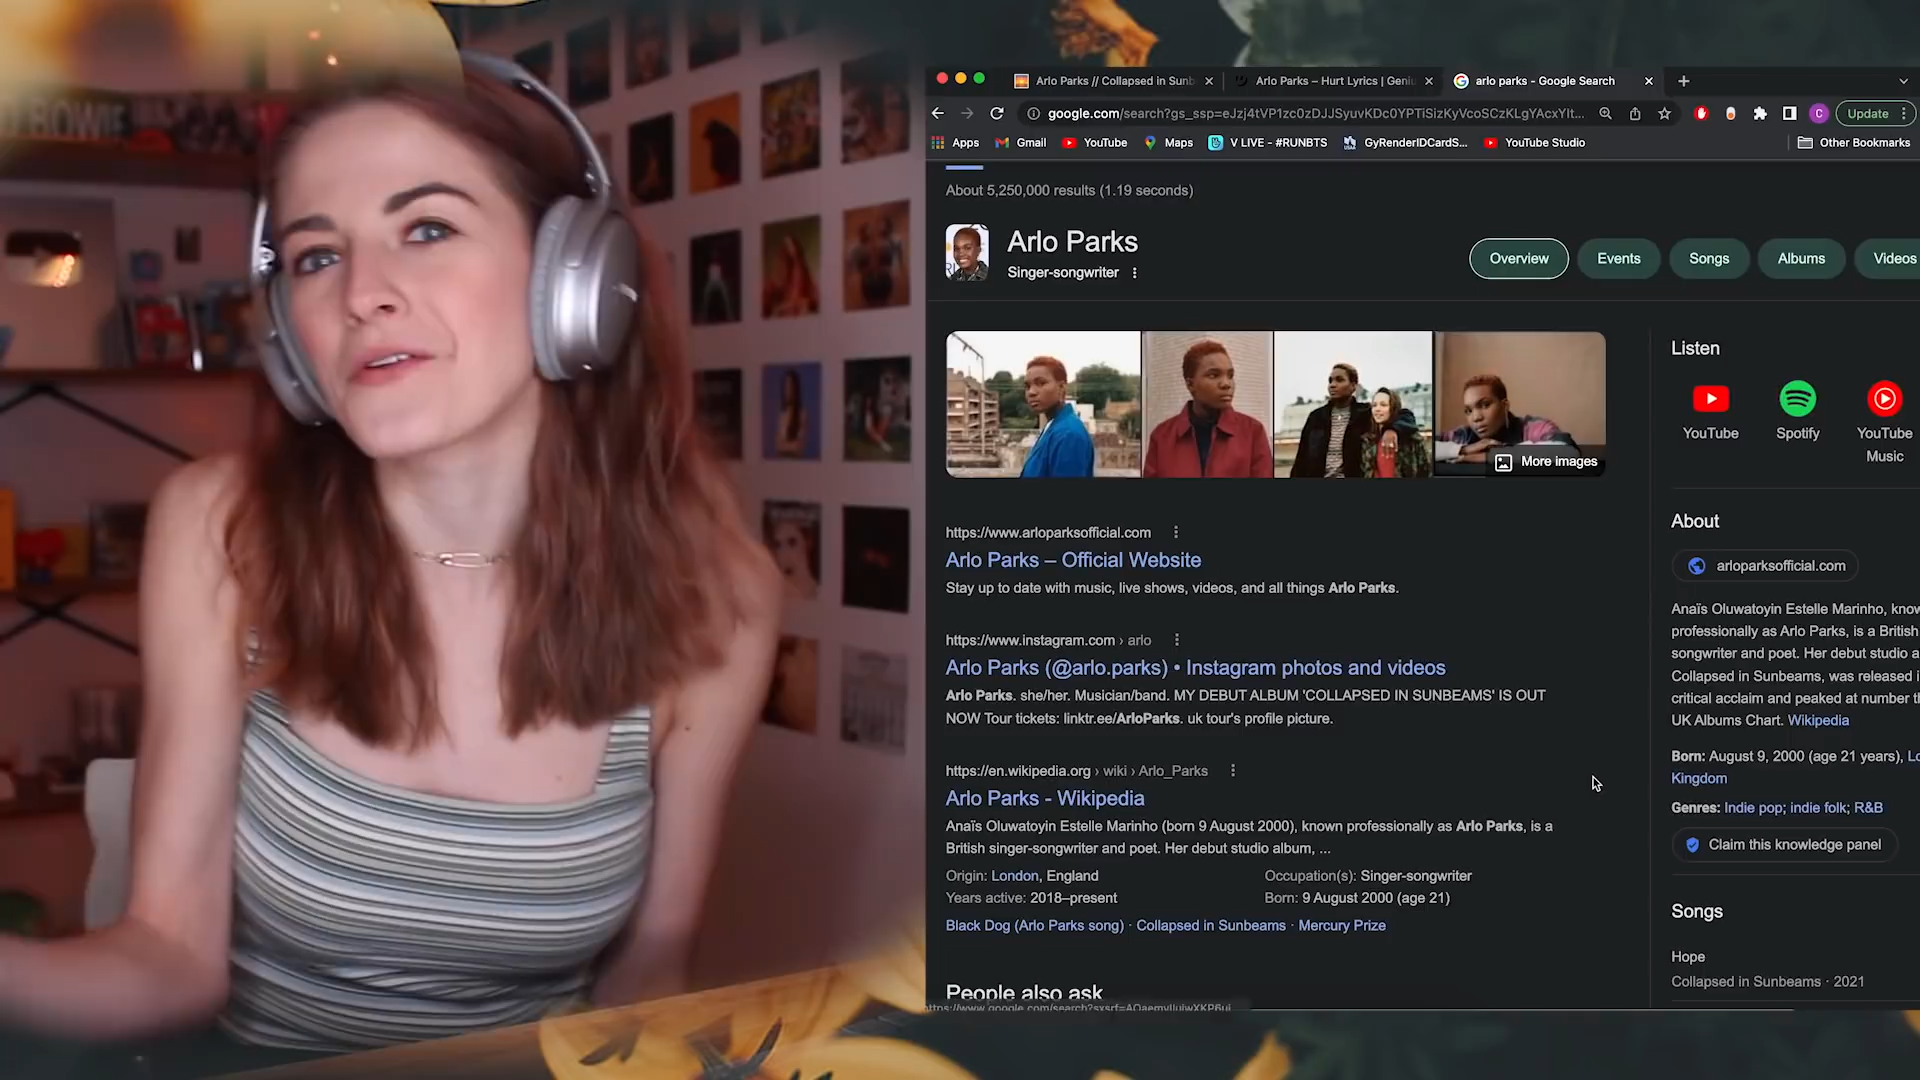 D BOWIE
Arlo Parks // Collapsed in Sunb
Arlo Parks – Hurt Lyrics | Geni
arlo parks - Google Search
google.com/search?gs_ssp=eJzj4tVP1zc0zDJJSyuvKDc0YPTiSizKyVcoSCzKLgYAcxYIt...
C
Update
Apps
Gmail
YouTube
Maps
V LIVE - #RUNBTS
GyRenderIDCardS...
YouTube Studio
Other Bookmarks
About 5,250,000 results (1.19 seconds)
Arlo Parks
Singer-songwriter
Overview
Events
Songs
Albums
Videos
More images
Listen
YouTube
Spotify
YouTube
Music
https://www.arloparksofficial.com
Arlo Parks – Official Website
Stay up to date with music, live shows, videos, and all things Arlo Parks.
https://www.instagram.com › arlo
Arlo Parks (@arlo.parks) • Instagram photos and videos
Arlo Parks. she/her. Musician/band. MY DEBUT ALBUM 'COLLAPSED IN SUNBEAMS' IS OUT
NOW Tour tickets: linktr.ee/ArloParks. uk tour's profile picture.
https://en.wikipedia.org › wiki › Arlo_Parks
Arlo Parks - Wikipedia
Anaïs Oluwatoyin Estelle Marinho (born 9 August 2000), known professionally as Arlo Parks, is a
British singer-songwriter and poet. Her debut studio album, ...
Origin: London, England
Occupation(s): Singer-songwriter
Years active: 2018–present
Born: 9 August 2000 (age 21)
Black Dog (Arlo Parks song) · Collapsed in Sunbeams · Mercury Prize
People also ask
About
arloparksofficial.com
Anaïs Oluwatoyin Estelle Marinho, know
professionally as Arlo Parks, is a British
songwriter and poet. Her debut studio a
Collapsed in Sunbeams, was released i
critical acclaim and peaked at number t
UK Albums Chart. Wikipedia
Born: August 9, 2000 (age 21 years), Lo
Kingdom
Genres: Indie pop; indie folk; R&B
Claim this knowledge panel
Songs
Hope
Collapsed in Sunbeams · 2021